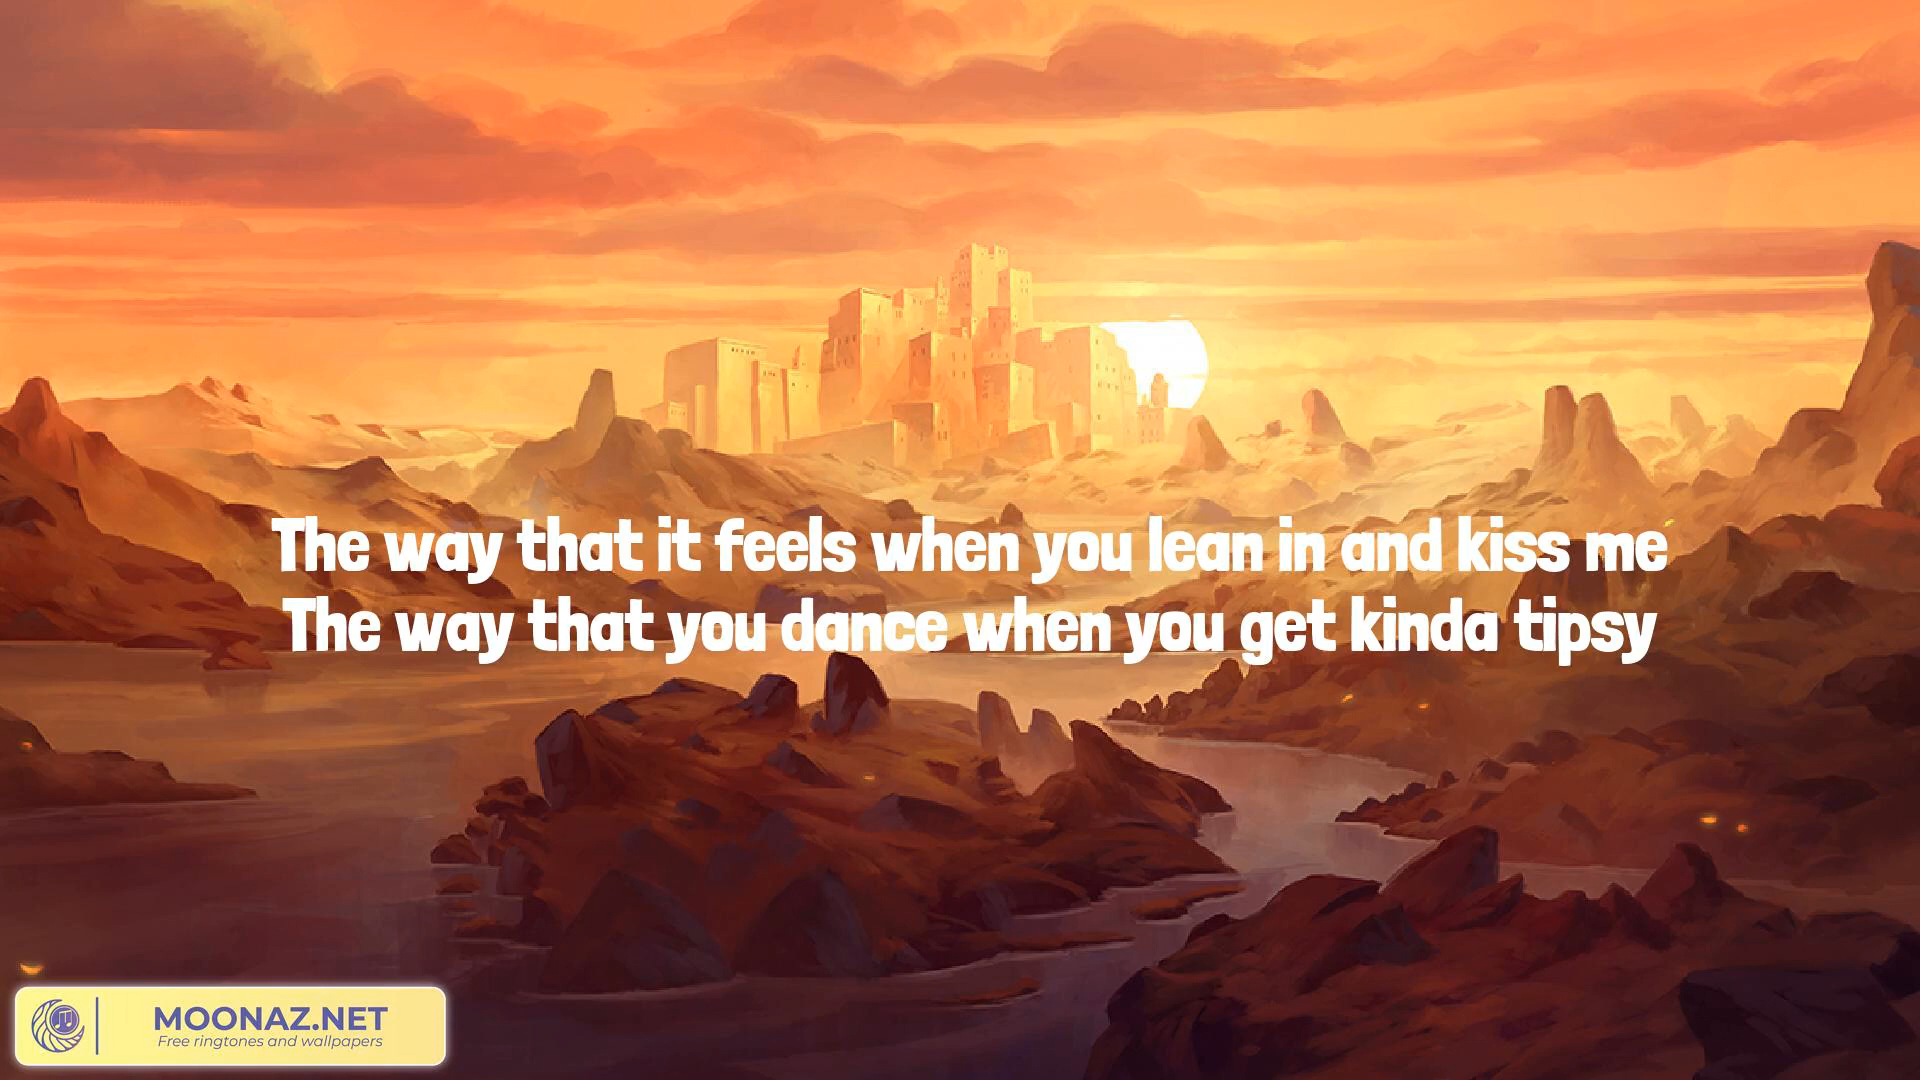 The way that it feels when you lean in and kiss me
The way that you dance when you get kinda tipsy
MOONAZ.NET
Free ringtones and wallpapers